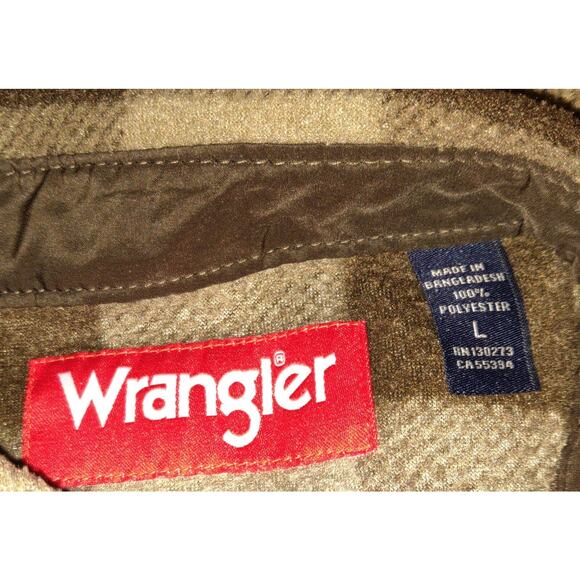 Wrangler®
MADE IN
BANGLADESH
100%
POLYESTER
L
RN 130273
CA 55394